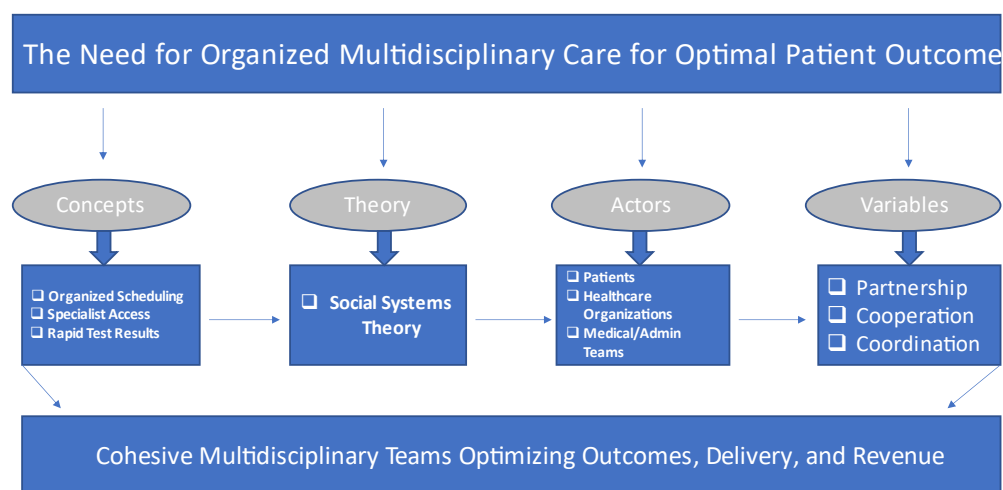 The Need for Organized Multidisciplinary Care for Optimal Patient Outcome
Concepts
Theory
Actors
Variables
❑ Organized Scheduling
❑ Specialist Access
❑ Rapid Test Results
❑ Social Systems
Theory
❑ Patients
❑ Healthcare
Organizations
❑ Medical/Admin
Teams
❑ Partnership
❑ Cooperation
❑ Coordination
Cohesive Multidisciplinary Teams Optimizing Outcomes, Delivery, and Revenue